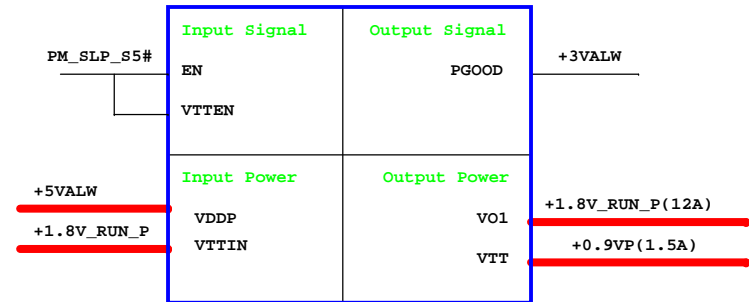 Input Signal
Output Signal
PM_SLP_S5#
EN
PGOOD
+3VALW
VTTEN
Input Power
Output Power
+5VALW
VDDP
VO1
+1.8V_RUN_P(12A)
+1.8V_RUN_P
VTTIN
VTT
+0.9VP(1.5A)